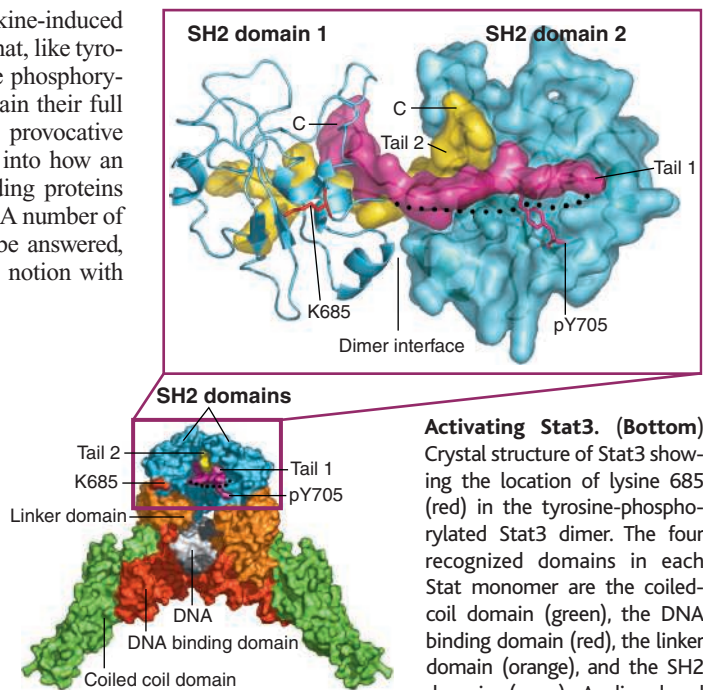 kine-induced
hat, like tyro-
e phosphory-
ain their full
provocative
into how an
ding proteins
A number of
be answered,
notion with
SH2 domain 1
SH2 domain 2
C
C
Tail 2
Tail 1
K685
pY705
Dimer interface
SH2 domains
Tail 2
Tail 1
K685
pY705
Linker domain
DNA
DNA binding domain
Coiled coil domain
Activating Stat3. (Bottom)
Crystal structure of Stat3 show-
ing the location of lysine 685
(red) in the tyrosine-phospho-
rylated Stat3 dimer. The four
recognized domains in each
Stat monomer are the coiled-
coil domain (green), the DNA
binding domain (red), the linker
domain (orange), and the SH2